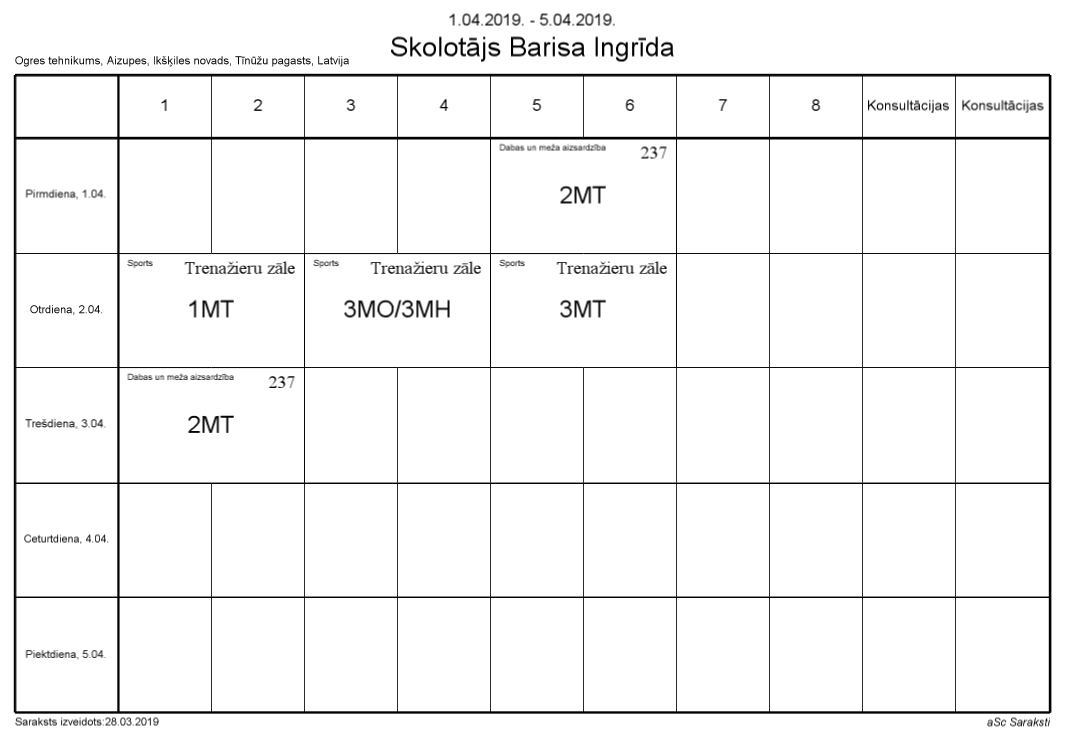 1.04.2019. - 5.04.2019.
Skolotājs Barisa Ingrīda
Ogres tehnikums, Aizupes, Ikšķiles novads, Tīnūžu pagasts, Latvija
1 2 3 4 5 6 7 8 Konsultācijas Konsultācijas
Pirmdiena, 1.04.
Dabas un meža aizsardzība 237
2MT
Otrdiena, 2.04.
Sports Trenažieru zāle
1MT
Sports Trenažieru zāle
3MO/3MH
Sports Trenažieru zāle
3MT
Trešdiena, 3.04.
Dabas un meža aizsardzība 237
2MT
Ceturtdiena, 4.04.
Piektdiena, 5.04.
Saraksts izveidots:28.03.2019
aSc Saraksti